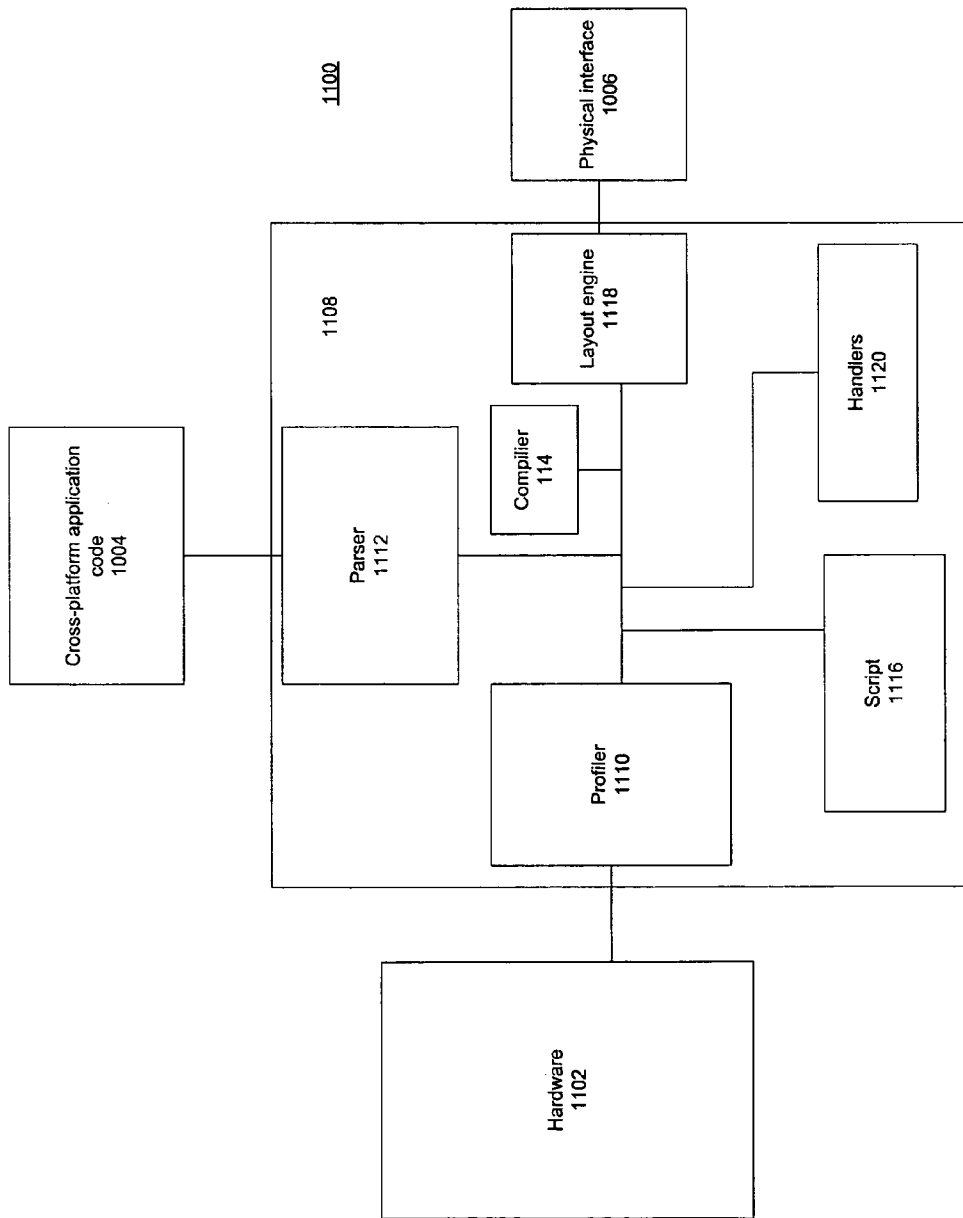 Cross-platform application
code
1004
1100
1108
Parser
1112
Hardware
1102
Profiler
1110
Compilier
114
Layout engine
1118
Physical interface
1006
Script
1116
Handlers
1120